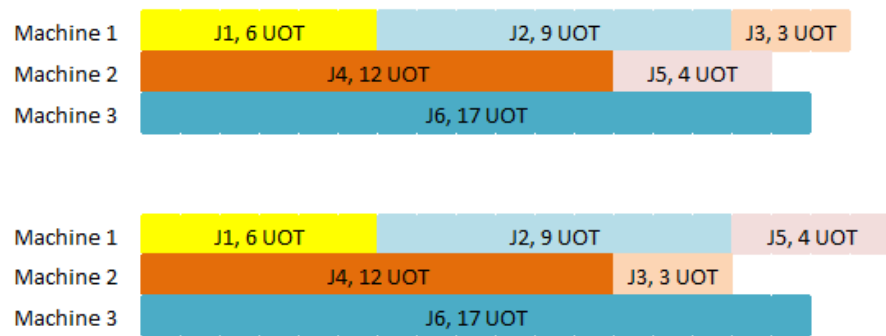 Machine 1 J1, 6 UOT J2, 9 UOT J3, 3 UOT
Machine 2 J4, 12 UOT J5, 4 UOT
Machine 3 J6, 17 UOT
Machine 1 J1, 6 UOT J2, 9 UOT J5, 4 UOT
Machine 2 J4, 12 UOT J3, 3 UOT
Machine 3 J6, 17 UOT